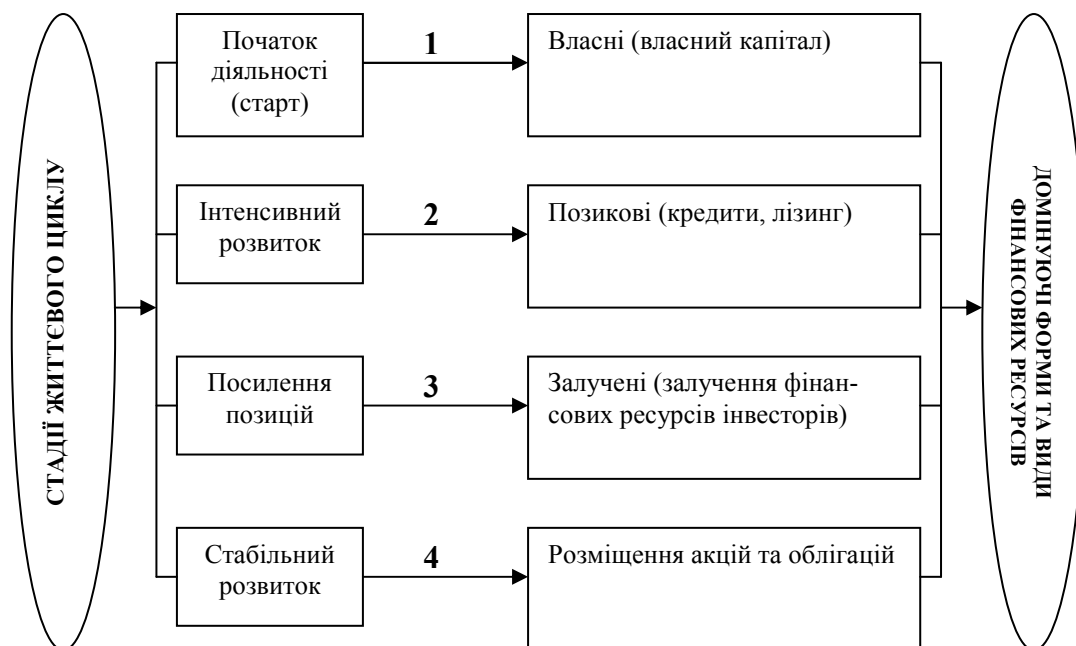 СТАДІЇ ЖИТТЄВОГО ЦИКЛУ
Початок
діяльності
(старт)
1
Власні (власний капітал)
Інтенсивний
розвиток
2
Позикові (кредити, лізинг)
Посилення
позицій
3
Залучені (залучення фінан-
сових ресурсів інвесторів)
Стабільний
розвиток
4
Розміщення акцій та облігацій
ДОМІНУЮЧІ ФОРМИ ТА ВИДИ
ФІНАНСОВИХ РЕСУРСІВ